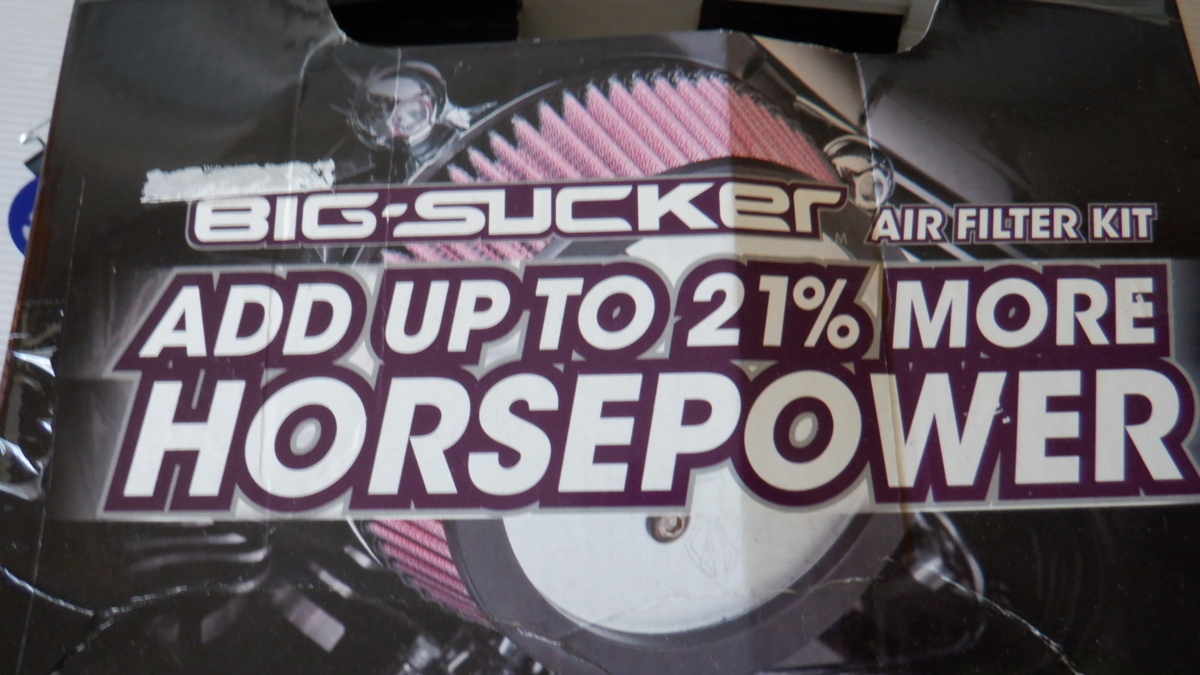 BIG-SUCKER AIR FILTER KIT
ADD UP TO 21% MORE
HORSEPOWER